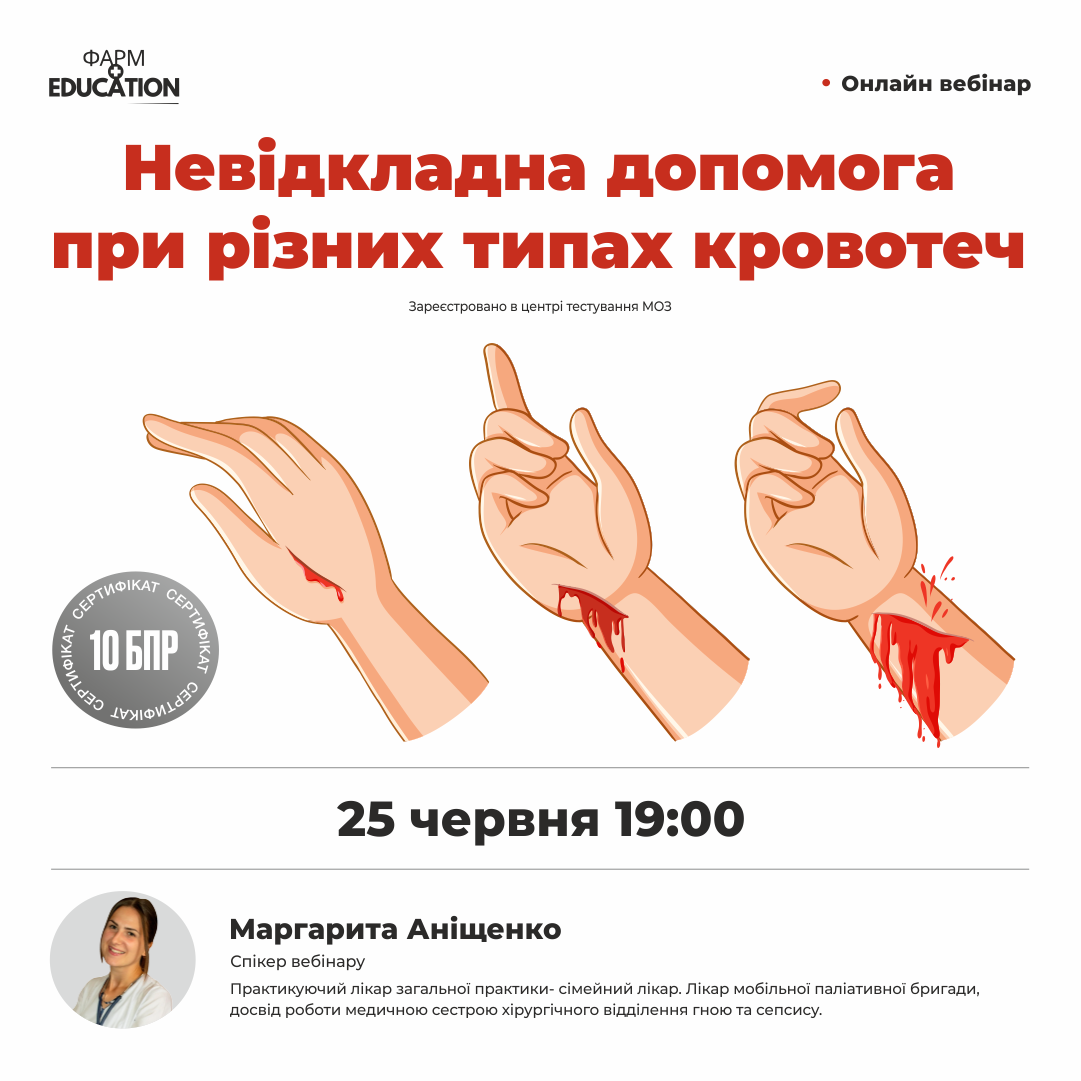 ФАРМ
EDUCATION
• Онлайн вебінар
Невідкладна допомога
при різних типах кровотеч
Зареєстровано в центрі тестування МОЗ
СЕРТИФІКАТ СЕРТИФІКАТ СЕРТИФІКАТ СЕРТИФІКАТ
10 БПР
25 червня 19:00
Маргарита Аніщенко
Спікер вебінару
Практикуючий лікар загальної практики- сімейний лікар. Лікар мобільної паліативної бригади,
досвід роботи медичною сестрою хірургічного відділення гною та сепсису.